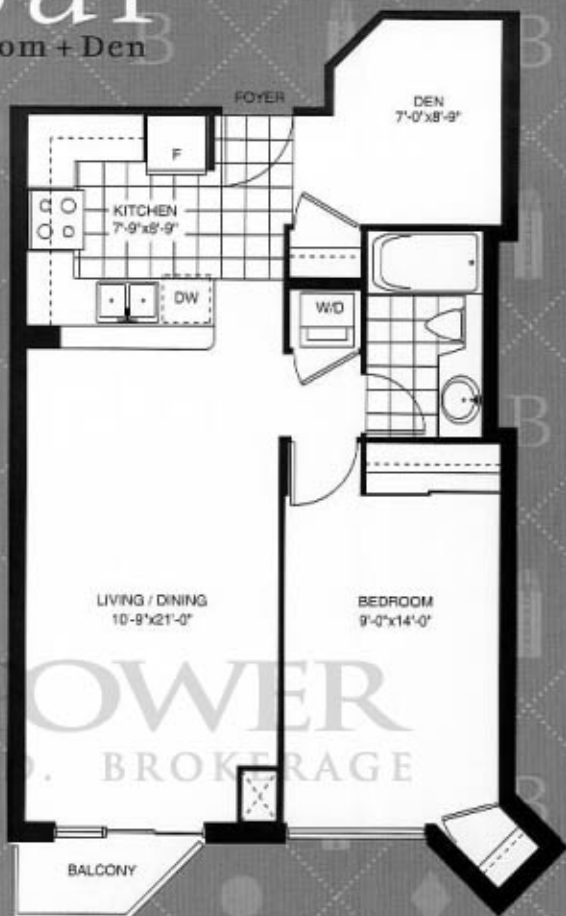 om + Den
FOYER
DEN
7'-0"x8'-9"
F
KITCHEN
7'-9"x8'-9"
DW
W/D
LIVING / DINING
10'-9"x21'-0"
BEDROOM
9'-0"x14'-0"
OWER
D. BROKERAGE
BALCONY
B
B
B
B